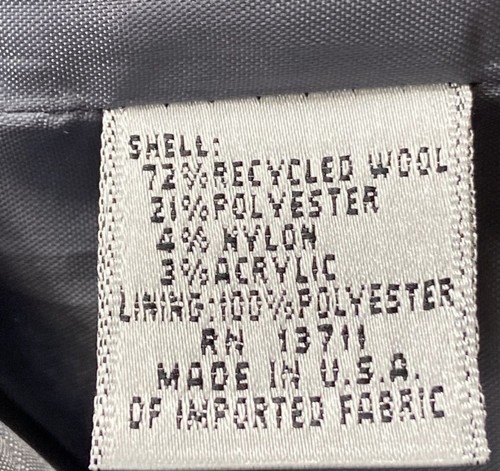 SHELL:
72% RECYCLED WOOL
21% POLYESTER
4% NYLON
3% ACRYLIC
LINING:100% POLYESTER
RN 13711
MADE IN U.S.A.
OF IMPORTED FABRIC